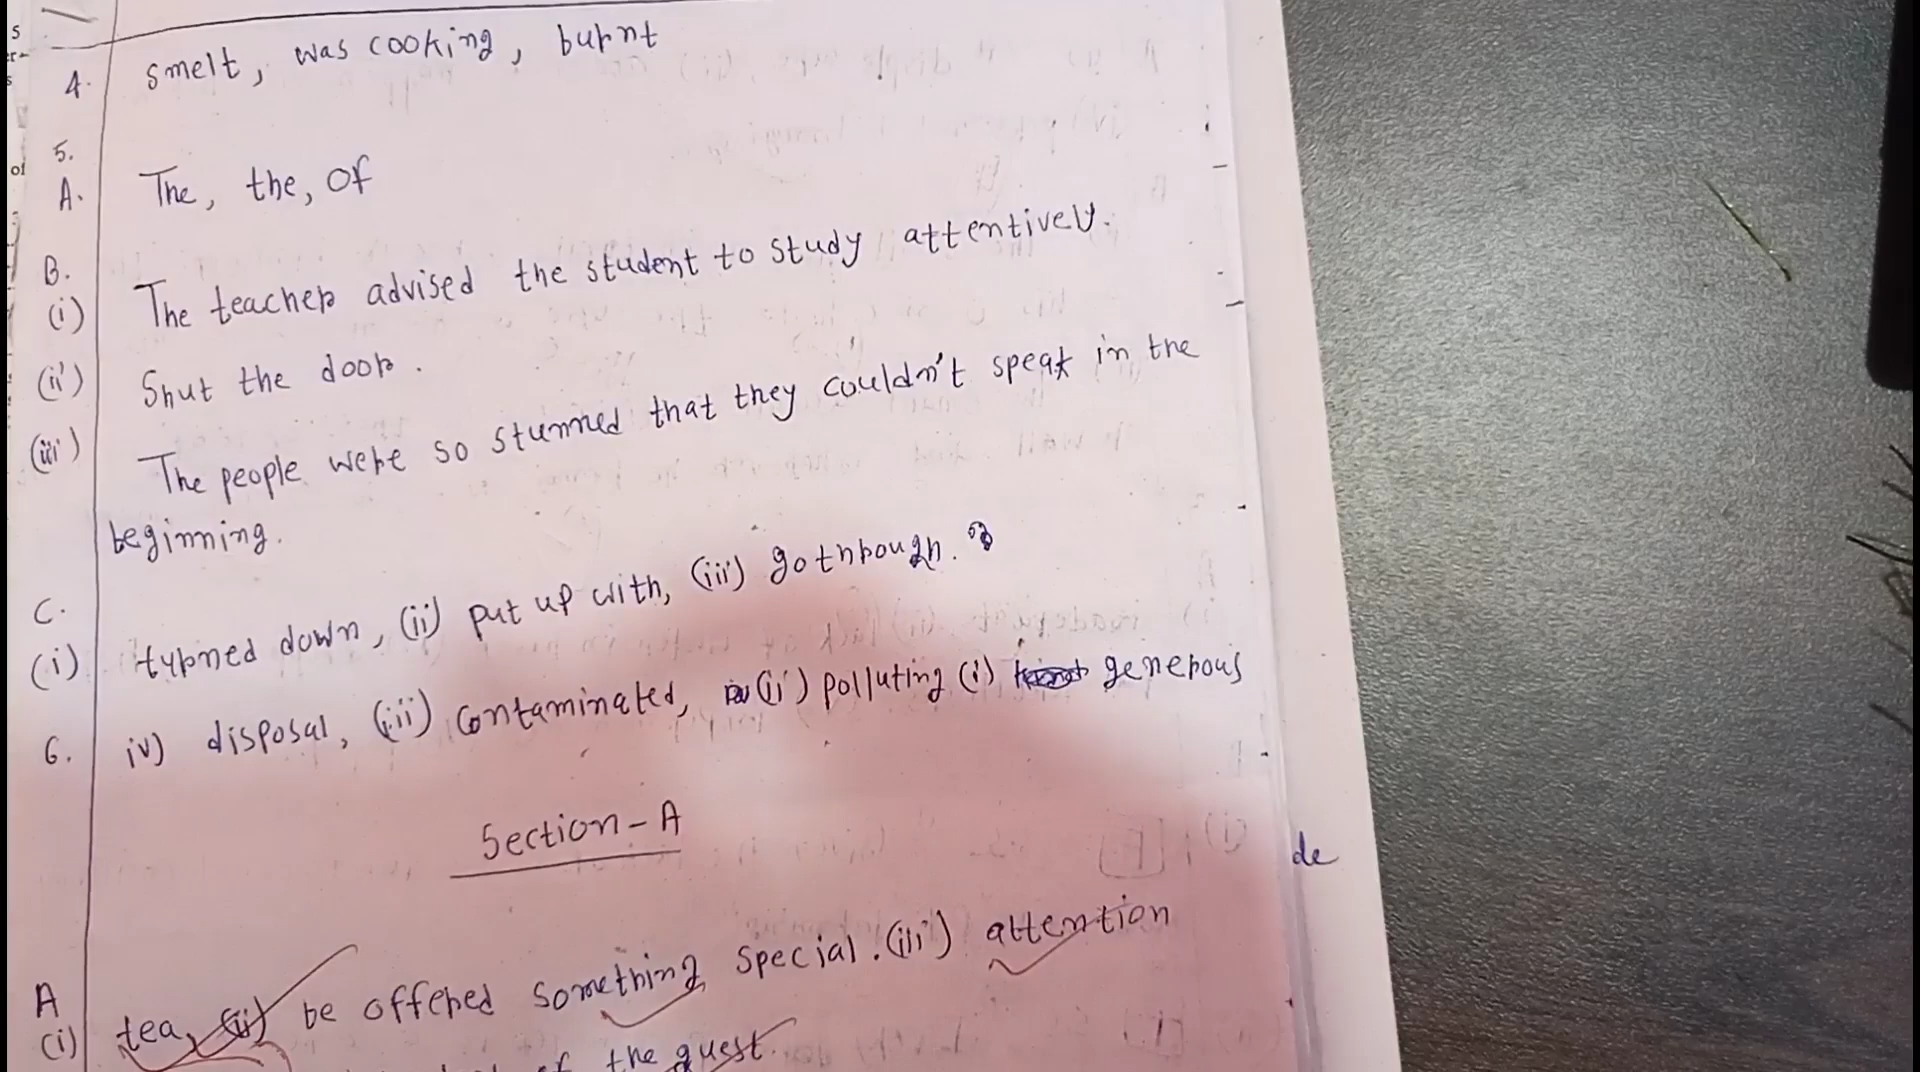 4. smelt, was cooking, burnt
5.
A. The, the, of
B.
(i) The teacher advised the student to study attentively.
(ii) Shut the door.
(iii) The people were so stunned that they couldn't speak in the
beginning.
C.
(i) turned down, (ii) put up with, (iii) go through.
6. iv) disposal, (iii) contaminated, (ii) polluting (i) generous
Section-A
de
A
(i) tea, (ii) be offered something special. (iii) attention
of the guest.